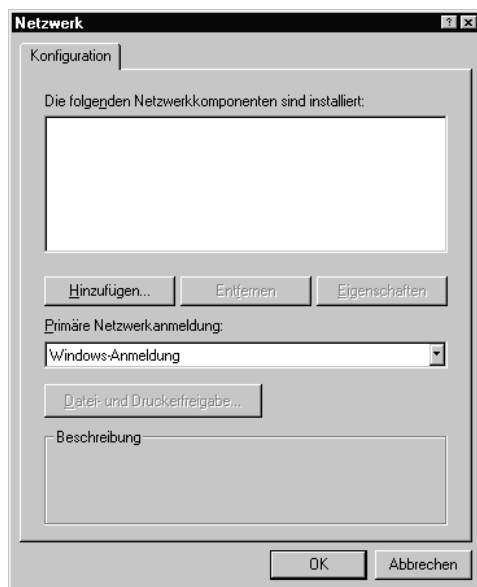 Netzwerk
Konfiguration
Die folgenden Netzwerkkomponenten sind installiert:
Hinzufügen... Entfernen Eigenschaften
Primäre Netzwerkanmeldung:
Windows-Anmeldung
Datei- und Druckerfreigabe...
Beschreibung
OK Abbrechen